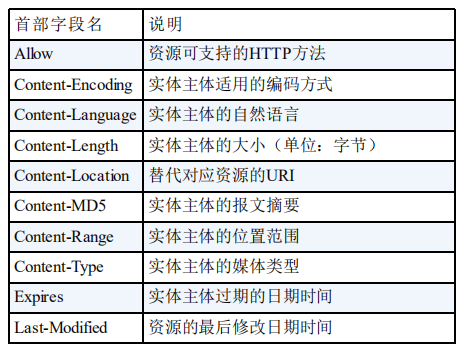 首部字段名 说明
Allow 资源可支持的HTTP方法
Content-Encoding 实体主体适用的编码方式
Content-Language 实体主体的自然语言
Content-Length 实体主体的大小（单位：字节）
Content-Location 替代对应资源的URI
Content-MD5 实体主体的报文摘要
Content-Range 实体主体的位置范围
Content-Type 实体主体的媒体类型
Expires 实体主体过期的日期时间
Last-Modified 资源的最后修改日期时间